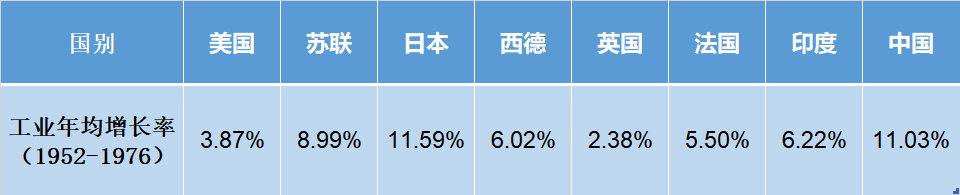 国别 美国 苏联 日本 西德 英国 法国 印度 中国
工业年均增长率
（1952-1976） 3.87% 8.99% 11.59% 6.02% 2.38% 5.50% 6.22% 11.03%